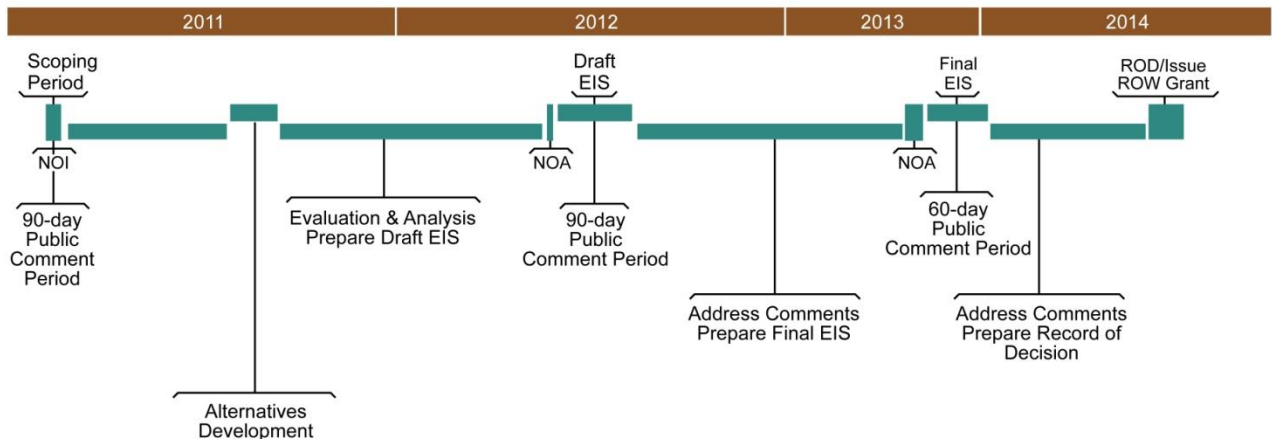 2011
2012
2013
2014
Scoping
Period
Draft
EIS
Final
EIS
ROD/Issue
ROW Grant
NOI
NOA
NOA
90-day
Public
Comment
Period
Evaluation & Analysis
Prepare Draft EIS
90-day
Public
Comment Period
60-day
Public
Comment Period
Address Comments
Prepare Final EIS
Address Comments
Prepare Record of
Decision
Alternatives
Development